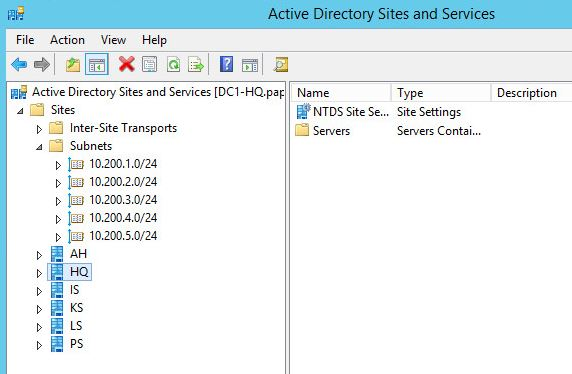 Active Directory Sites and Services
File Action View Help
Active Directory Sites and Services [DC1-HQ.pap
Sites
Inter-Site Transports
Subnets
10.200.1.0/24
10.200.2.0/24
10.200.3.0/24
10.200.4.0/24
10.200.5.0/24
AH
HQ
IS
KS
LS
PS
Name Type Description
NTDS Site Se... Site Settings
Servers Servers Contai...